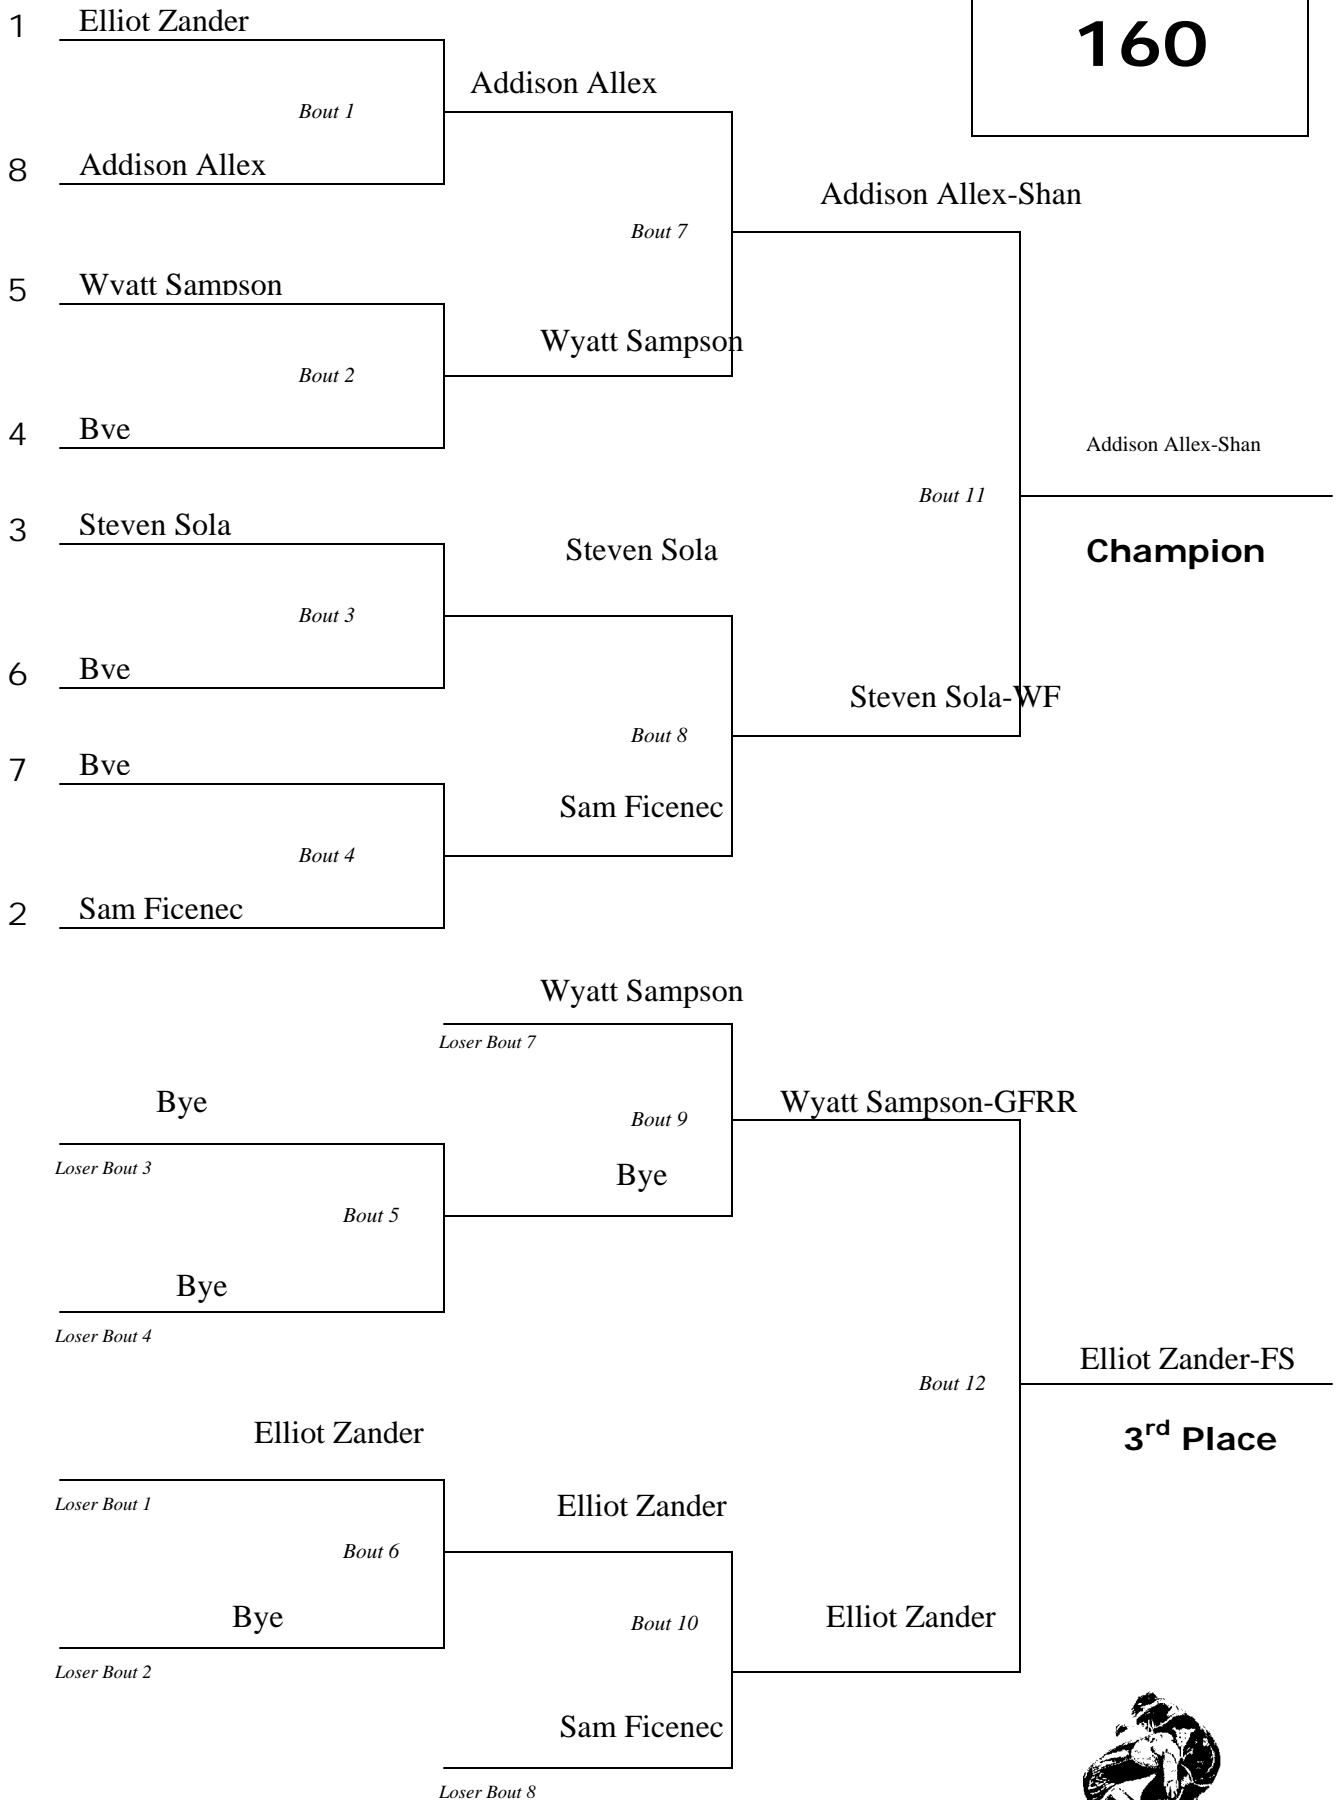 160
1 Elliot Zander
Addison Allex
Bout 1
8 Addison Allex
Addison Allex-Shan
Bout 7
5 Wyatt Sampson
Wyatt Sampson
Bout 2
4 Bye
Addison Allex-Shan
Bout 11
3 Steven Sola
Steven Sola
Champion
Bout 3
6 Bye
Steven Sola-WF
Bout 8
7 Bye
Sam Ficenec
Bout 4
2 Sam Ficenec
Wyatt Sampson
Loser Bout 7
Bye
Wyatt Sampson-GFRR
Bout 9
Loser Bout 3
Bye
Bout 5
Bye
Loser Bout 4
Elliot Zander-FS
Bout 12
Elliot Zander
3rd Place
Loser Bout 1
Elliot Zander
Bout 6
Bye
Bout 10
Elliot Zander
Loser Bout 2
Sam Ficenec
Loser Bout 8